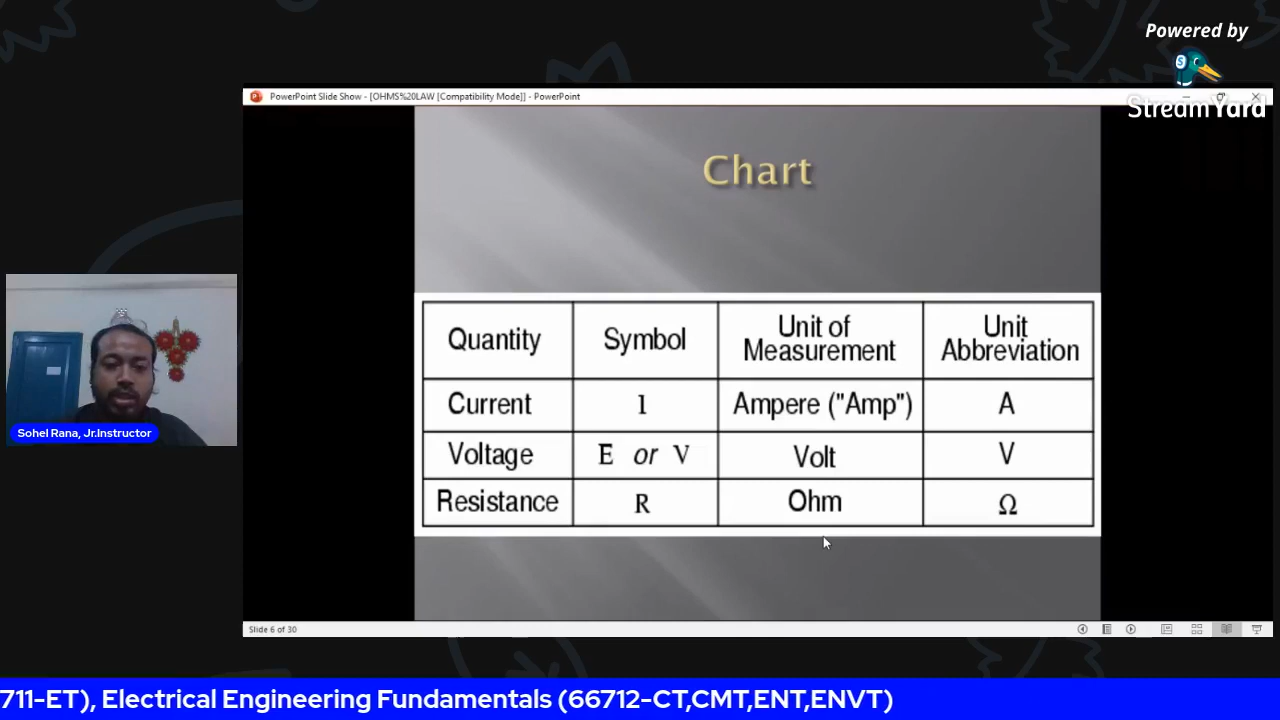 Powered by
StreamYard
PowerPoint Slide Show - [OHMS%20LAW [Compatibility Mode]] - PowerPoint
Chart
Quantity Symbol Unit of Measurement Unit Abbreviation
Current I Ampere ("Amp") A
Voltage E or V Volt V
Resistance R Ohm Ω
Sohel Rana, Jr.Instructor
Slide 6 of 30
711-ET), Electrical Engineering Fundamentals (66712-CT,CMT,ENT,ENVT)